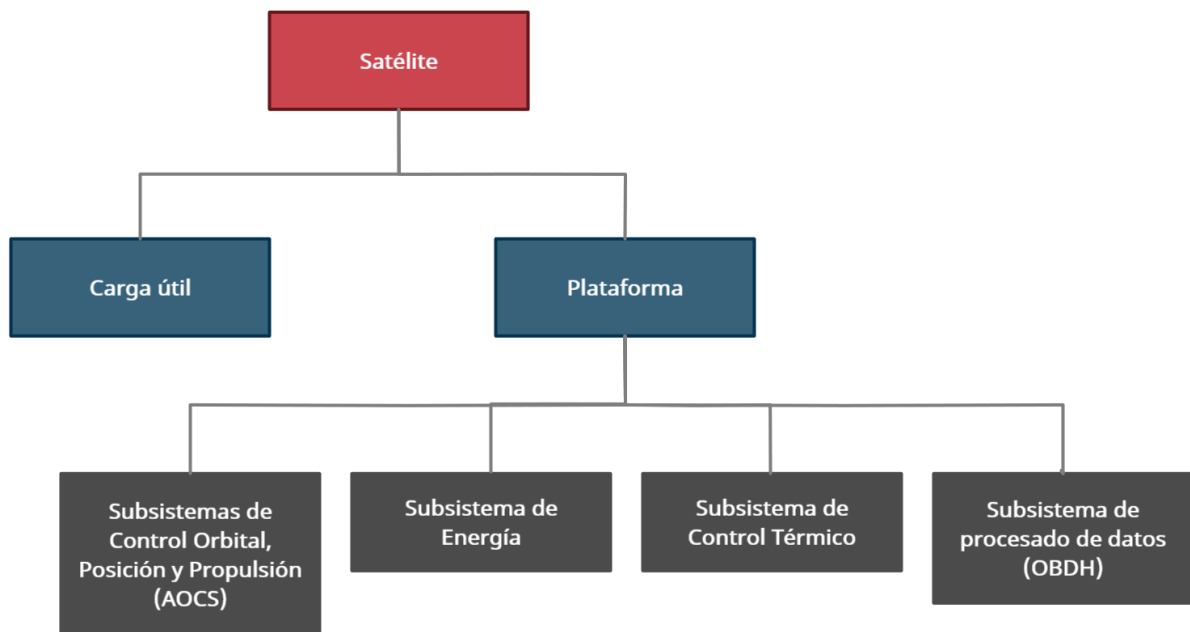 Satélite
Carga útil
Plataforma
Subsistemas de
Control Orbital,
Posición y Propulsión
(AOCS)
Subsistema de
Energía
Subsistema de
Control Térmico
Subsistema de
procesado de datos
(OBDH)